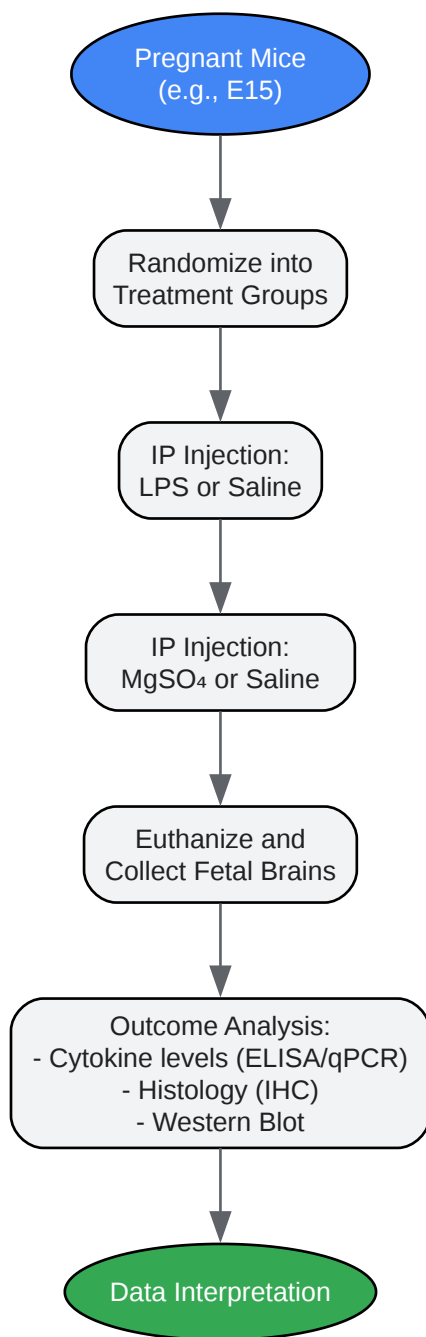 Pregnant Mice
(e.g., E15)
Randomize into
Treatment Groups
IP Injection:
LPS or Saline
IP Injection:
MgSO₄ or Saline
Euthanize and
Collect Fetal Brains
Outcome Analysis:
- Cytokine levels (ELISA/qPCR)
- Histology (IHC)
- Western Blot
Data Interpretation